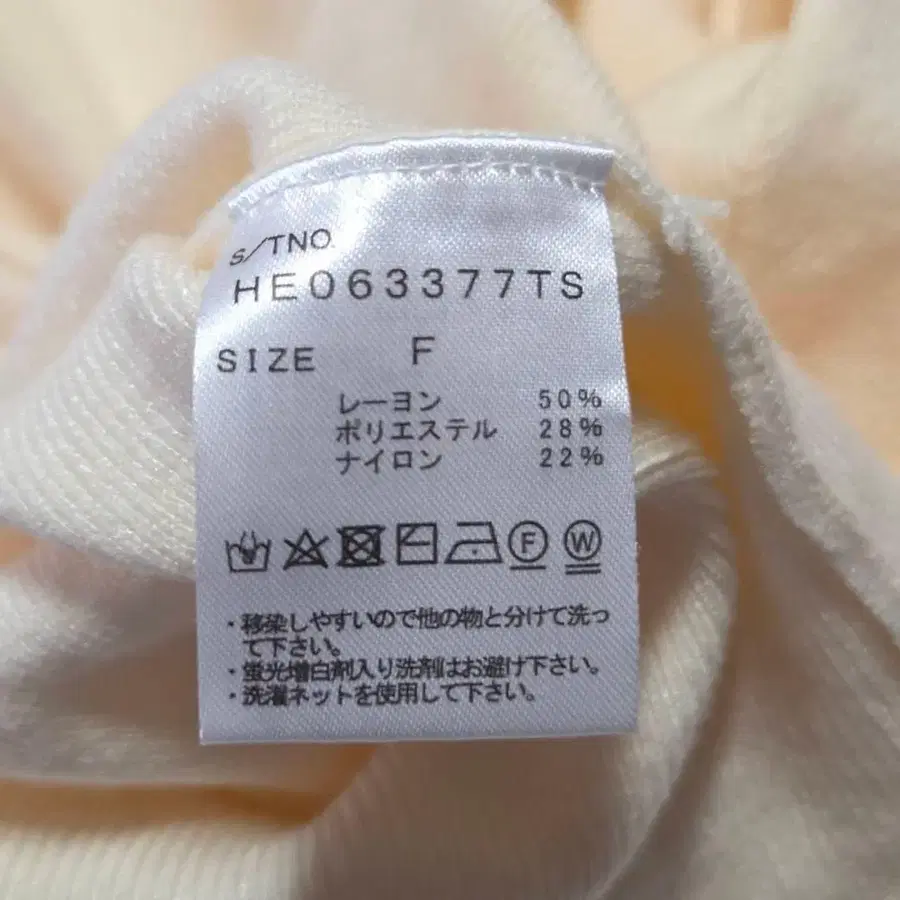 S/TNO.
HE063377TS
SIZE F
レーヨン 50%
ポリエステル 28%
ナイロン 22%
F W
・移染しやすいので他の物と分けて洗っ
て下さい。
・蛍光増白剤入り洗剤はお避け下さい。
・洗濯ネットを使用して下さい。